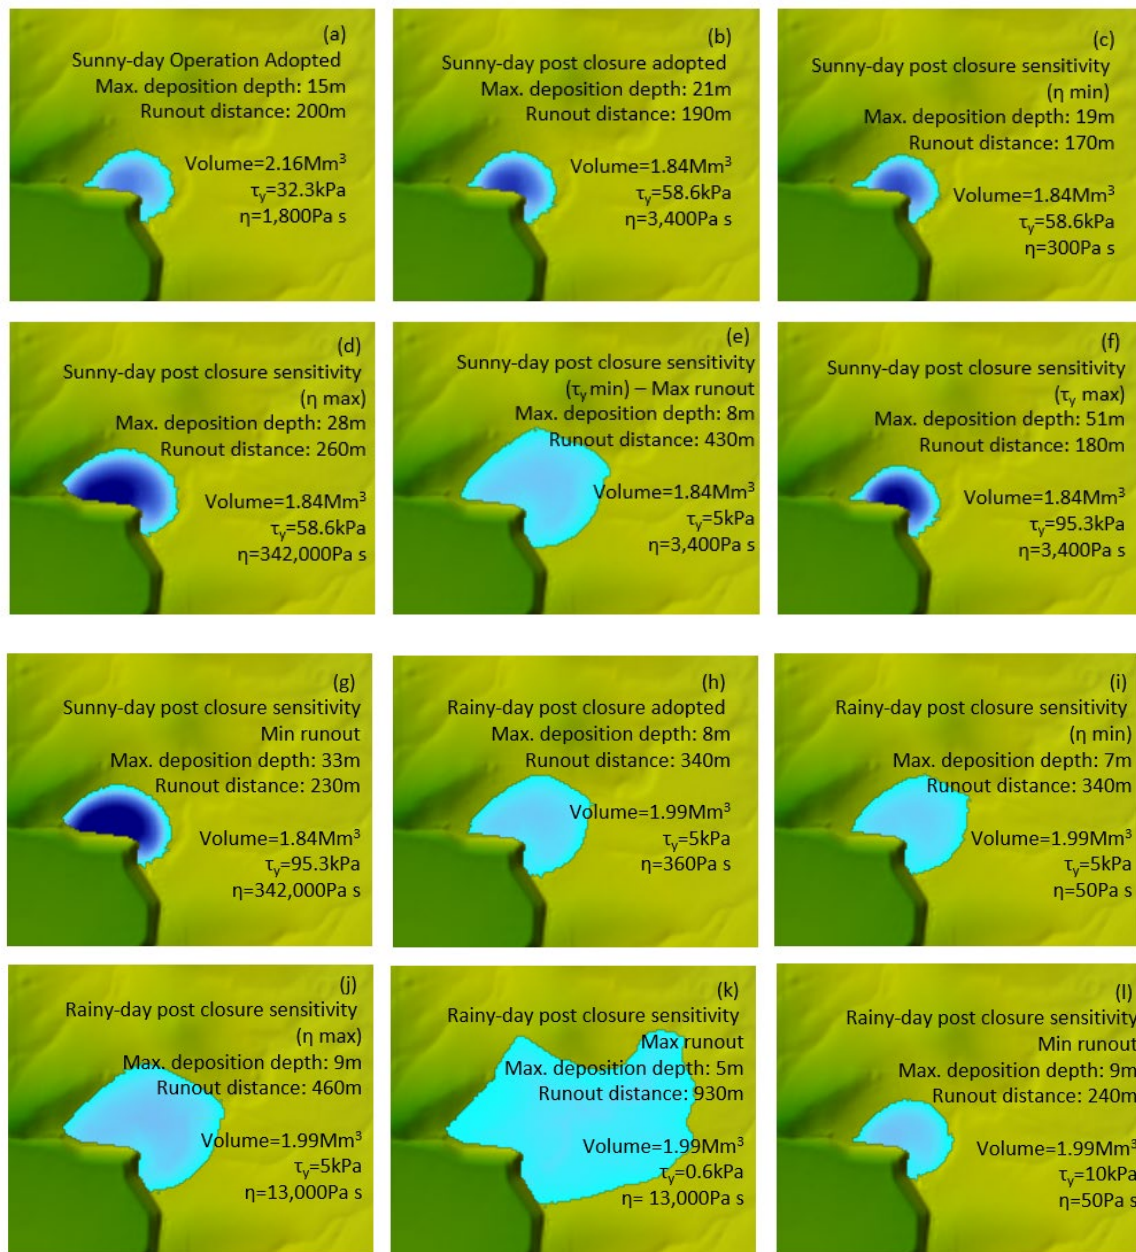 (a)
Sunny-day Operation Adopted
Max. deposition depth: 15m
Runout distance: 200m
Volume=2.16Mm³
τy=32.3kPa
η=1,800Pa s
(b)
Sunny-day post closure adopted
Max. deposition depth: 21m
Runout distance: 190m
Volume=1.84Mm³
τy=58.6kPa
η=3,400Pa s
(c)
Sunny-day post closure sensitivity
(η min)
Max. deposition depth: 19m
Runout distance: 170m
Volume=1.84Mm³
τy=58.6kPa
η=300Pa s
(d)
Sunny-day post closure sensitivity
(η max)
Max. deposition depth: 28m
Runout distance: 260m
Volume=1.84Mm³
τy=58.6kPa
η=342,000Pa s
(e)
Sunny-day post closure sensitivity
(τy min) – Max runout
Max. deposition depth: 8m
Runout distance: 430m
Volume=1.84Mm³
τy=5kPa
η=3,400Pa s
(f)
Sunny-day post closure sensitivity
(τy max)
Max. deposition depth: 51m
Runout distance: 180m
Volume=1.84Mm³
τy=95.3kPa
η=3,400Pa s
(g)
Sunny-day post closure sensitivity
Min runout
Max. deposition depth: 33m
Runout distance: 230m
Volume=1.84Mm³
τy=95.3kPa
η=342,000Pa s
(h)
Rainy-day post closure adopted
Max. deposition depth: 8m
Runout distance: 340m
Volume=1.99Mm³
τy=5kPa
η=360Pa s
(i)
Rainy-day post closure sensitivity
(η min)
Max. deposition depth: 7m
Runout distance: 340m
Volume=1.99Mm³
τy=5kPa
η=50Pa s
(j)
Rainy-day post closure sensitivity
(η max)
Max. deposition depth: 9m
Runout distance: 460m
Volume=1.99Mm³
τy=5kPa
η=13,000Pa s
(k)
Rainy-day post closure sensitivity
Max runout
Max. deposition depth: 5m
Runout distance: 930m
Volume=1.99Mm³
τy=0.6kPa
η= 13,000Pa s
(l)
Rainy-day post closure sensitivity
Min runout
Max. deposition depth: 9m
Runout distance: 240m
Volume=1.99Mm³
τy=10kPa
η=50Pa s